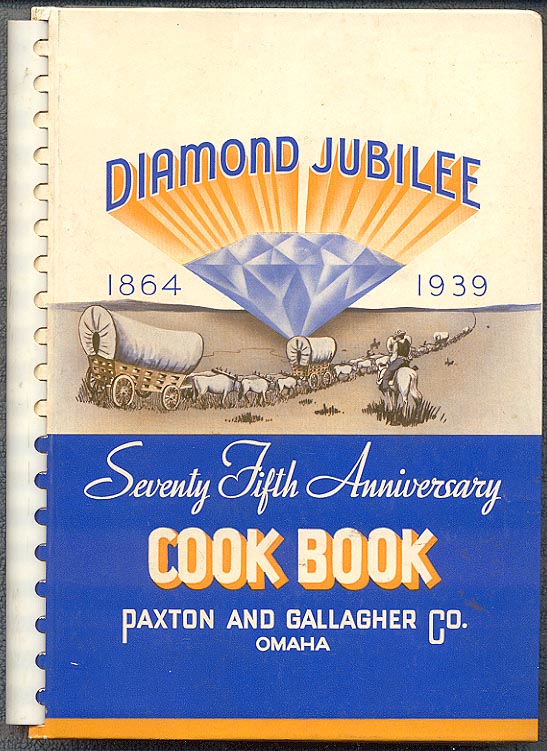 DIAMOND JUBILEE
1864 1939
Seventy Fifth Anniversary
COOK BOOK
PAXTON AND GALLAGHER CO.
OMAHA